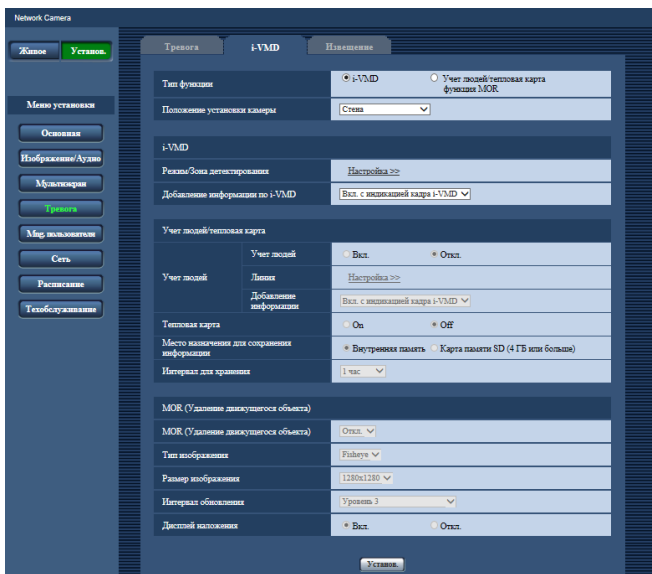 Network Camera
Живое Установ.
Меню установки
Основная
Изображение/Аудио
Мультиэкран
Тревога
Mng. пользователя
Сеть
Расписание
Техобслуживание
Тревога i-VMD Извещение
Тип функции i-VMD Учет людей/тепловая карта
функция MOR
Положение установки камеры Стена
i-VMD
Режим/Зона детектирования Настройка >>
Добавление информации по i-VMD Вкл. с индикацией кадра i-VMD
Учет людей/тепловая карта
Учет людей Учет людей Вкл. Откл.
Линия Настройка >>
Добавление
информации Вкл. с индикацией кадра i-VMD
Тепловая карта On Off
Место назначения для сохранения
информации Внутренняя память Карта памяти SD (4 ГБ или больше)
Интервал для хранения 1 час
MOR (Удаление движущегося объекта)
MOR (Удаление движущегося объекта) Откл.
Тип изображения Fisheye
Размер изображения 1280x1280
Интервал обновления Уровень 3
Дисплей наложения Вкл. Откл.
Установ.